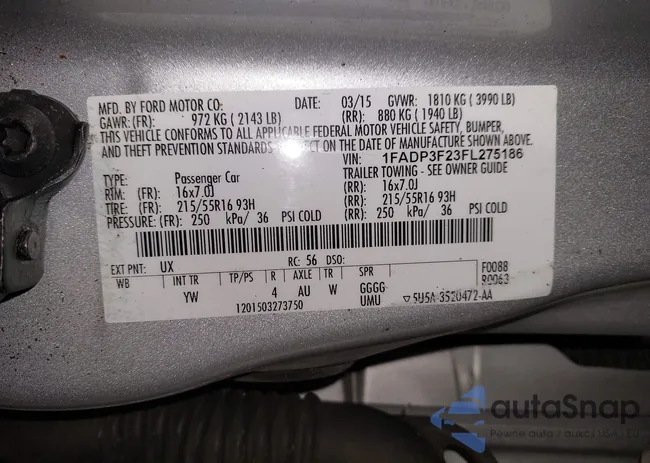 MFD. BY FORD MOTOR CO: DATE: 03/15 GVWR: 1810 KG ( 3990 LB)
GAWR: (FR): 972 KG ( 2143 LB) (RR): 880 KG ( 1940 LB)
THIS VEHICLE CONFORMS TO ALL APPLICABLE FEDERAL MOTOR VEHICLE SAFETY, BUMPER,
AND THEFT PREVENTION STANDARDS IN EFFECT ON THE DATE OF MANUFACTURE SHOWN ABOVE.
VIN: 1FADP3F23FL275186
TYPE: Passenger Car TRAILER TOWING - SEE OWNER GUIDE
RIM: (FR): 16x7.0J (RR): 16x7.0J
TIRE: (FR): 215/55R16 93H (RR): 215/55R16 93H
PRESSURE: (FR): 250 kPa/ 36 PSI COLD (RR): 250 kPa/ 36 PSI COLD
EXT PNT: UX RC: 56 DSO: F0088
WB INT TR TP/PS R AXLE TR SPR R0063
YW 4 AU W GGGG
1201503273750 UMU ▽5U5A-3520472-AA
autaSnap
Pewne auta z aukcji